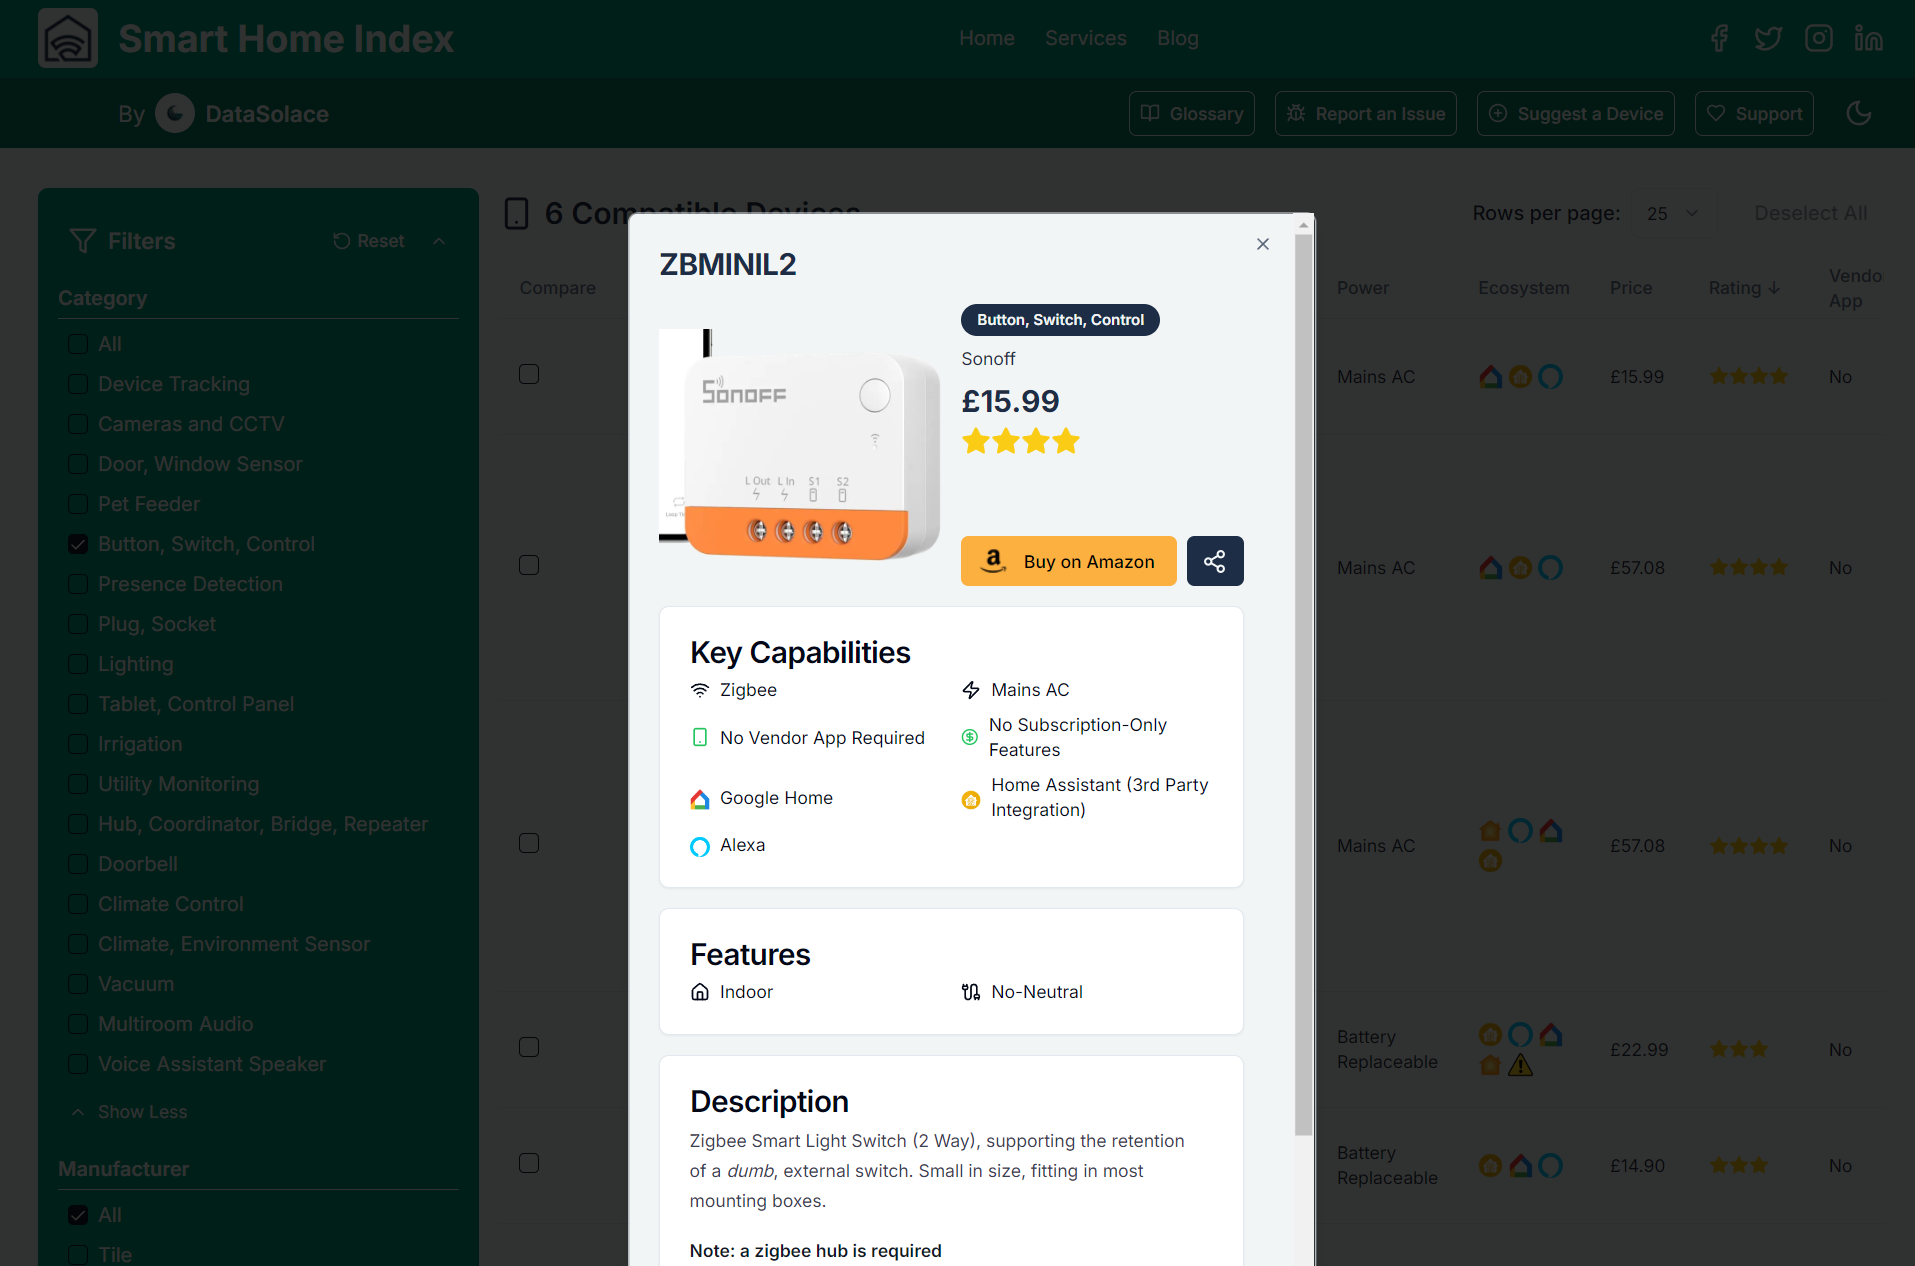 Smart Home Index
Home
Services
Blog
By
DataSolace
Glossary
Report an Issue
Suggest a Device
Support
Filters
Reset
Category
All
Device Tracking
Cameras and CCTV
Door, Window Sensor
Pet Feeder
Button, Switch, Control
Presence Detection
Plug, Socket
Lighting
Tablet, Control Panel
Irrigation
Utility Monitoring
Hub, Coordinator, Bridge, Repeater
Doorbell
Climate Control
Climate, Environment Sensor
Vacuum
Multiroom Audio
Voice Assistant Speaker
Show Less
Manufacturer
All
Tile
6 Compatible Devices
Rows per page:
25
Deselect All
Compare
Power
Ecosystem
Price
Rating
Vendo
App
Mains AC
£15.99
No
Mains AC
£57.08
No
Mains AC
£57.08
No
Battery
Replaceable
£22.99
No
Battery
Replaceable
£14.90
No
ZBMINIL2
SONOFF
L Out L In S1 S2
Button, Switch, Control
Sonoff
£15.99
Buy on Amazon
Key Capabilities
Zigbee
Mains AC
No Vendor App Required
No Subscription-Only
Features
Google Home
Home Assistant (3rd Party
Integration)
Alexa
Features
Indoor
No-Neutral
Description
Zigbee Smart Light Switch (2 Way), supporting the retention
of a dumb, external switch. Small in size, fitting in most
mounting boxes.
Note: a zigbee hub is required